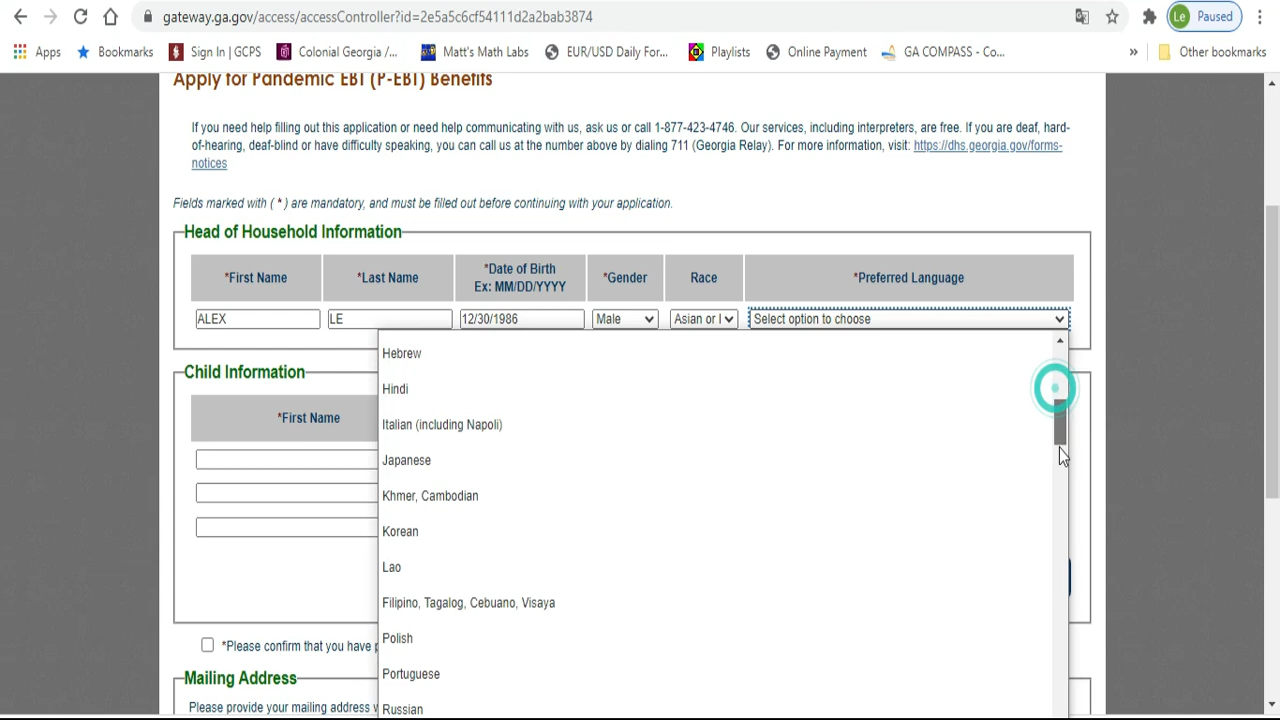 gateway.ga.gov/access/accessController?id=2e5a5c6cf54111d2a2bab3874
Le Paused
Apps Bookmarks Sign In | GCPS Colonial Georgia /... Matt's Math Labs EUR/USD Daily For... Playlists Online Payment GA COMPASS - Co... » Other bookmarks
Apply for Pandemic EBT (P-EBT) Benefits
If you need help filling out this application or need help communicating with us, ask us or call 1-877-423-4746. Our services, including interpreters, are free. If you are deaf, hard-
of-hearing, deaf-blind or have difficulty speaking, you can call us at the number above by dialing 711 (Georgia Relay). For more information, visit: https://dhs.georgia.gov/forms-
notices
Fields marked with ( * ) are mandatory, and must be filled out before continuing with your application.
Head of Household Information
*First Name *Last Name *Date of Birth
Ex: MM/DD/YYYY
*Gender Race *Preferred Language
ALEX LE 12/30/1986 Male Asian or I Select option to choose
Hebrew
Child Information
Hindi
*First Name
Italian (including Napoli)
Japanese
Khmer, Cambodian
Korean
Lao
Filipino, Tagalog, Cebuano, Visaya
Polish
*Please confirm that you have
Portuguese
Mailing Address
Russian
Please provide your mailing address